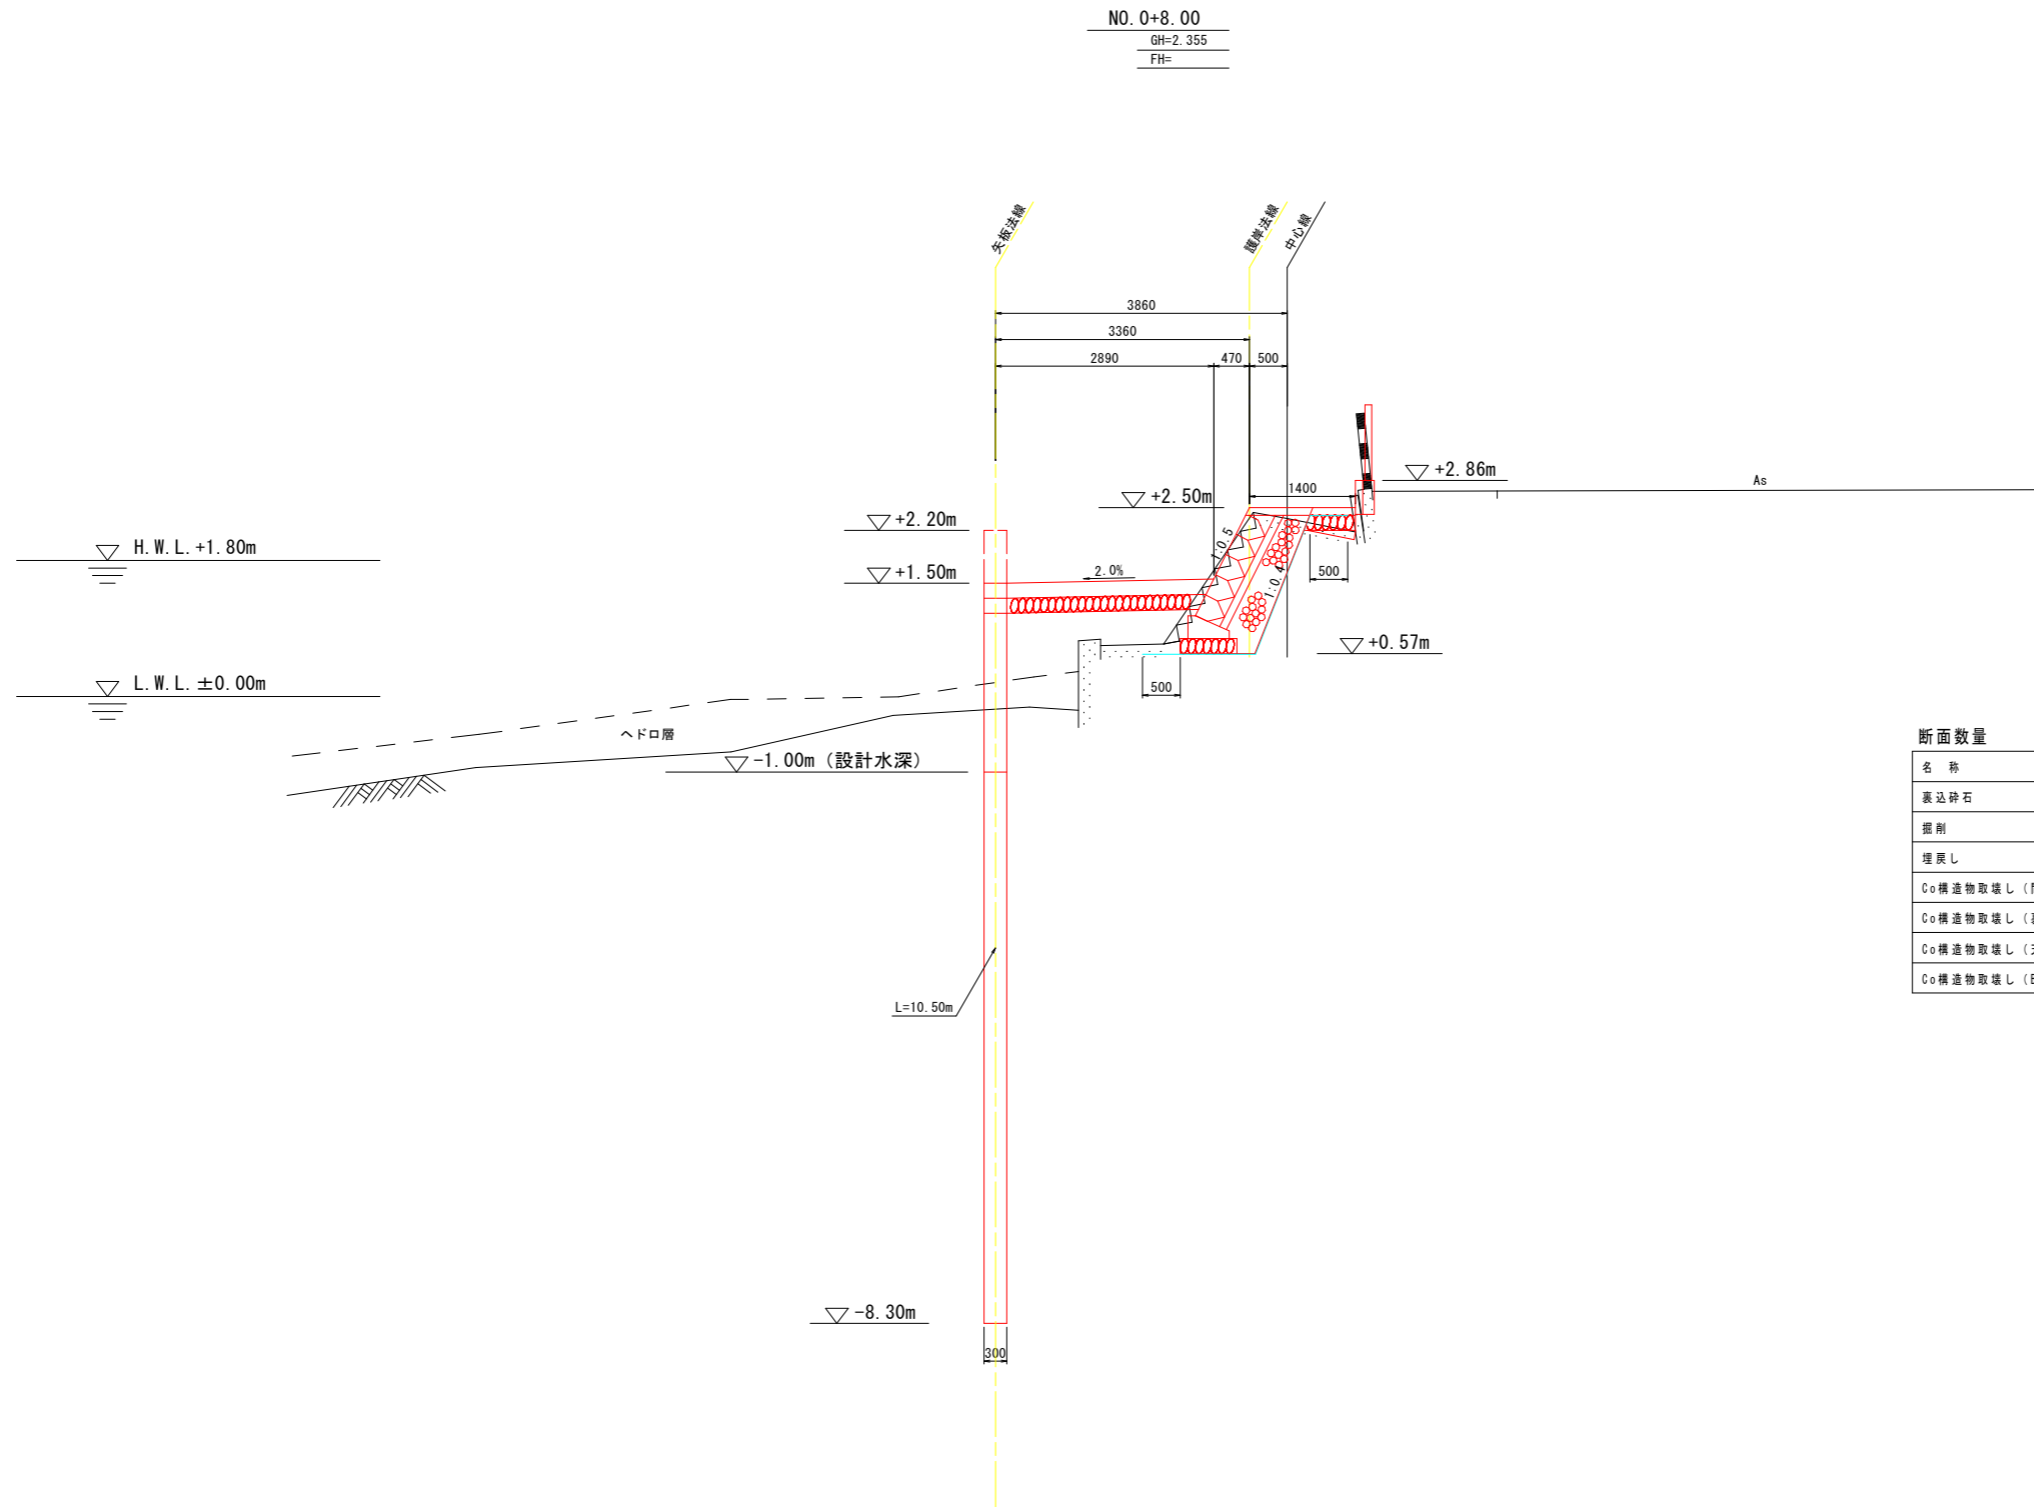 NO.0+8.00
GH=2.355
FH=
矢板法線
護岸法線
中心線
3860
3360
2890
470
500
+2.86m
As
1400
+2.50m
+2.20m
H.W.L.+1.80m
1:0.5
+1.50m
2.0%
500
1:0.4
+0.57m
L.W.L.±0.00m
500
ヘドロ層
-1.00m（設計水深）
断面数量
名 称
裏込砕石
掘削
埋戻し
Co構造物取壊し（
Co構造物取壊し（
Co構造物取壊し（
Co構造物取壊し（
L=10.50m
-8.30m
300